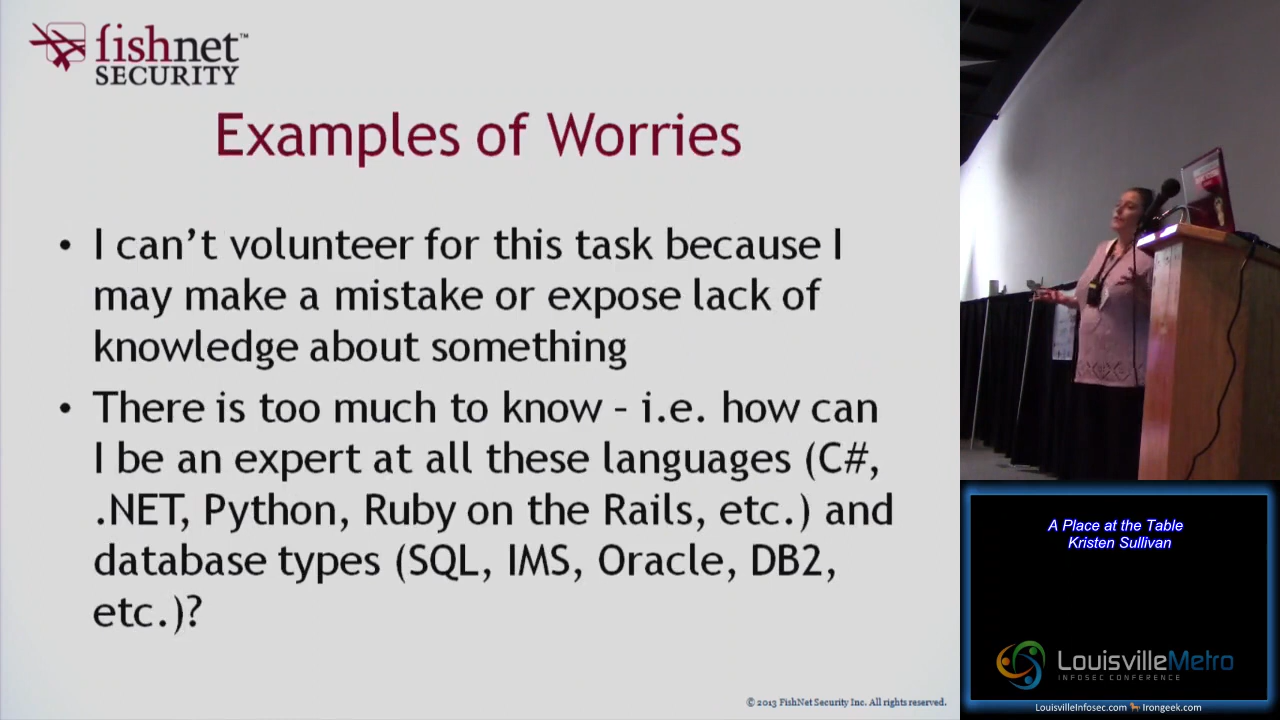 fishnet™
SECURITY
Examples of Worries
• I can’t volunteer for this task because I
may make a mistake or expose lack of
knowledge about something
• There is too much to know – i.e. how can
I be an expert at all these languages (C#,
.NET, Python, Ruby on the Rails, etc.) and
database types (SQL, IMS, Oracle, DB2,
etc.)?
© 2013 FishNet Security Inc. All rights reserved.
A Place at the Table
Kristen Sullivan
LouisvilleMetro
INFOSEC CONFERENCE
LouisvilleInfosec.com Irongeek.com